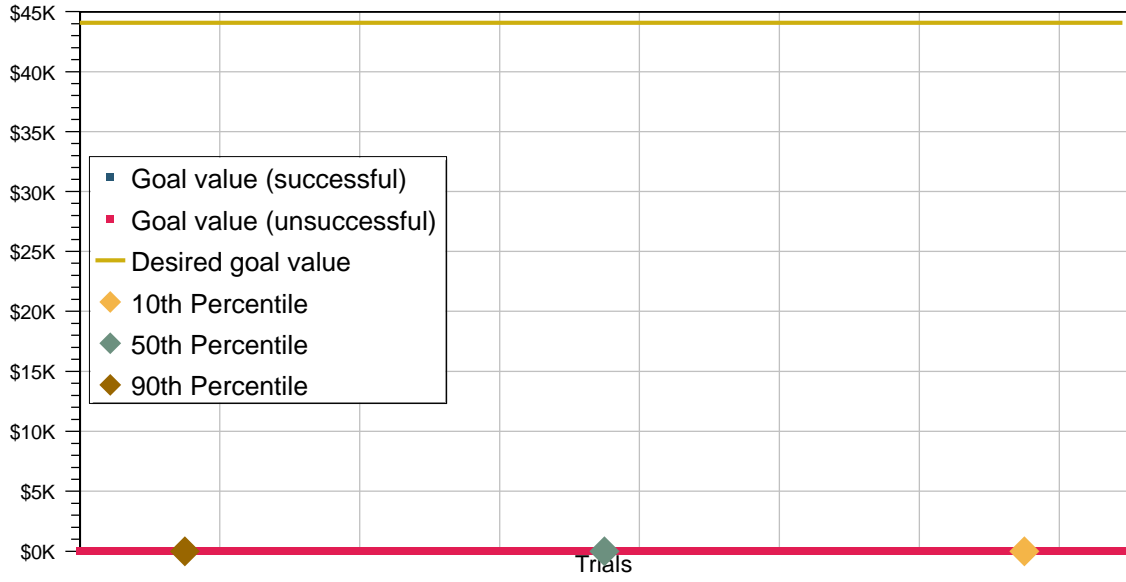 $45K
$40K
$35K
$30K
$25K
$20K
$15K
$10K
$5K
$0K
Goal value (successful)
Goal value (unsuccessful)
Desired goal value
10th Percentile
50th Percentile
90th Percentile
Trials